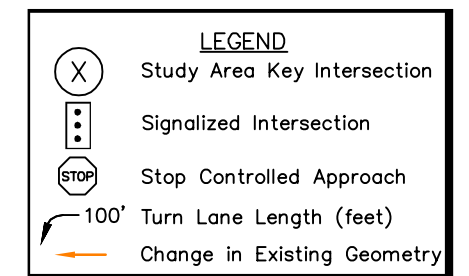 LEGEND
X Study Area Key Intersection
Signalized Intersection
STOP Stop Controlled Approach
100' Turn Lane Length (feet)
Change in Existing Geometry